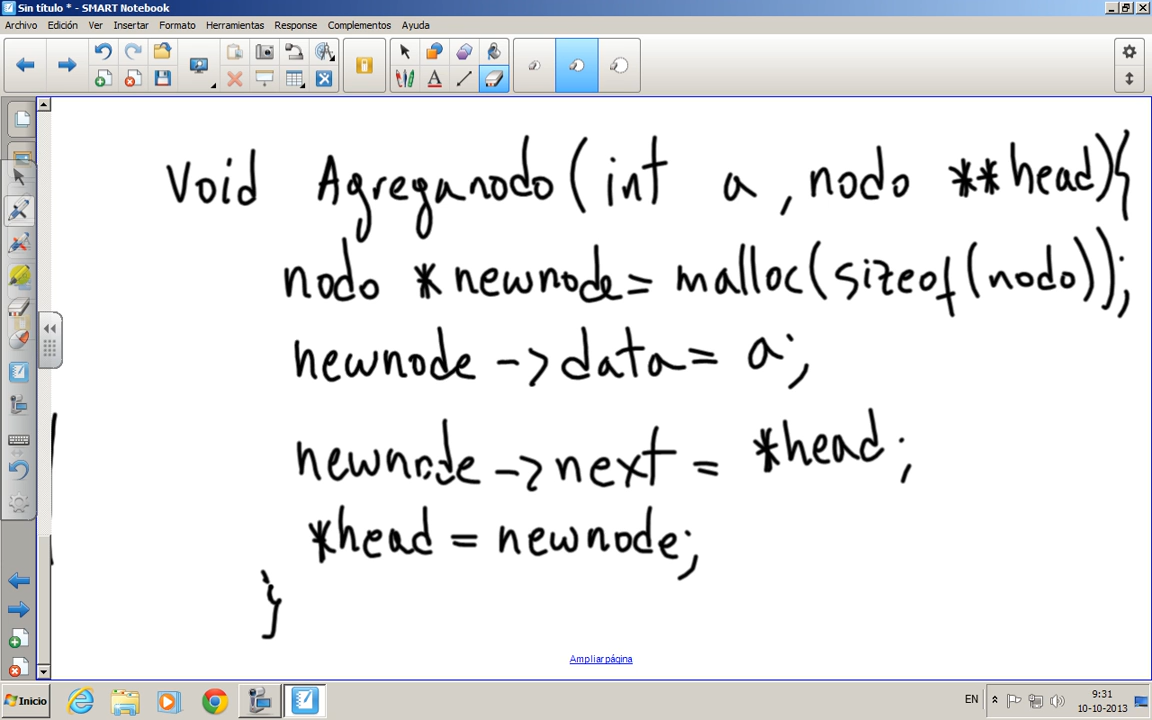 Sin título * - SMART Notebook
Archivo Edición Ver Insertar Formato Herramientas Response Complementos Ayuda
Void Agreganodo(int a, nodo **head){
nodo *newnode= malloc(sizeof(nodo));
newnode ->data= a;
newnode ->next = *head;
*head = newnode;
}
Ampliar página
Inicio
EN
9:31
10-10-2013